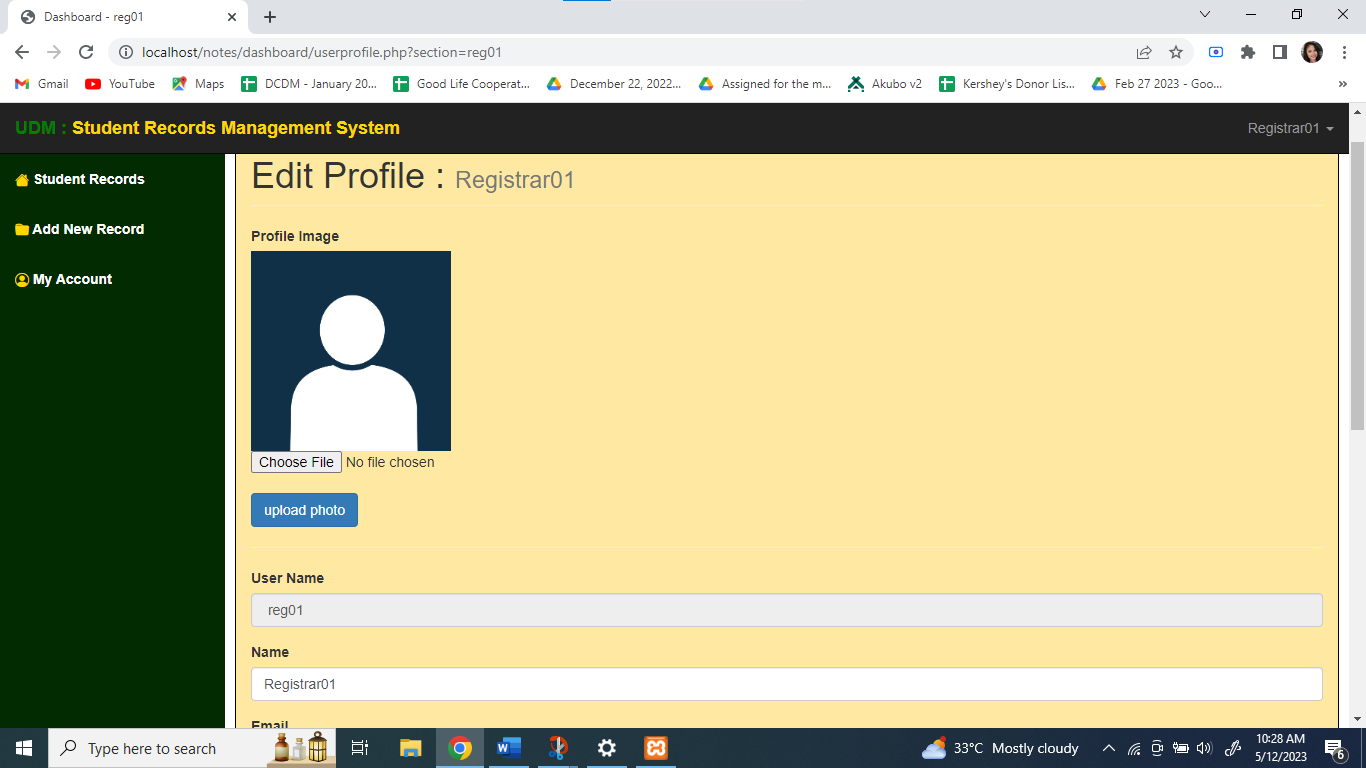 Dashboard - reg01
localhost/notes/dashboard/userprofile.php?section=reg01
Gmail YouTube Maps DCDM - January 20... Good Life Cooperat... December 22, 2022... Assigned for the m... Akubo v2 Kershey's Donor Lis... Feb 27 2023 - Goo... »
UDM : Student Records Management System Registrar01
Student Records
Add New Record
My Account
Edit Profile : Registrar01
Profile Image
Choose File No file chosen
upload photo
User Name
reg01
Name
Registrar01
Email
Type here to search 33°C Mostly cloudy 10:28 AM
5/12/2023
6